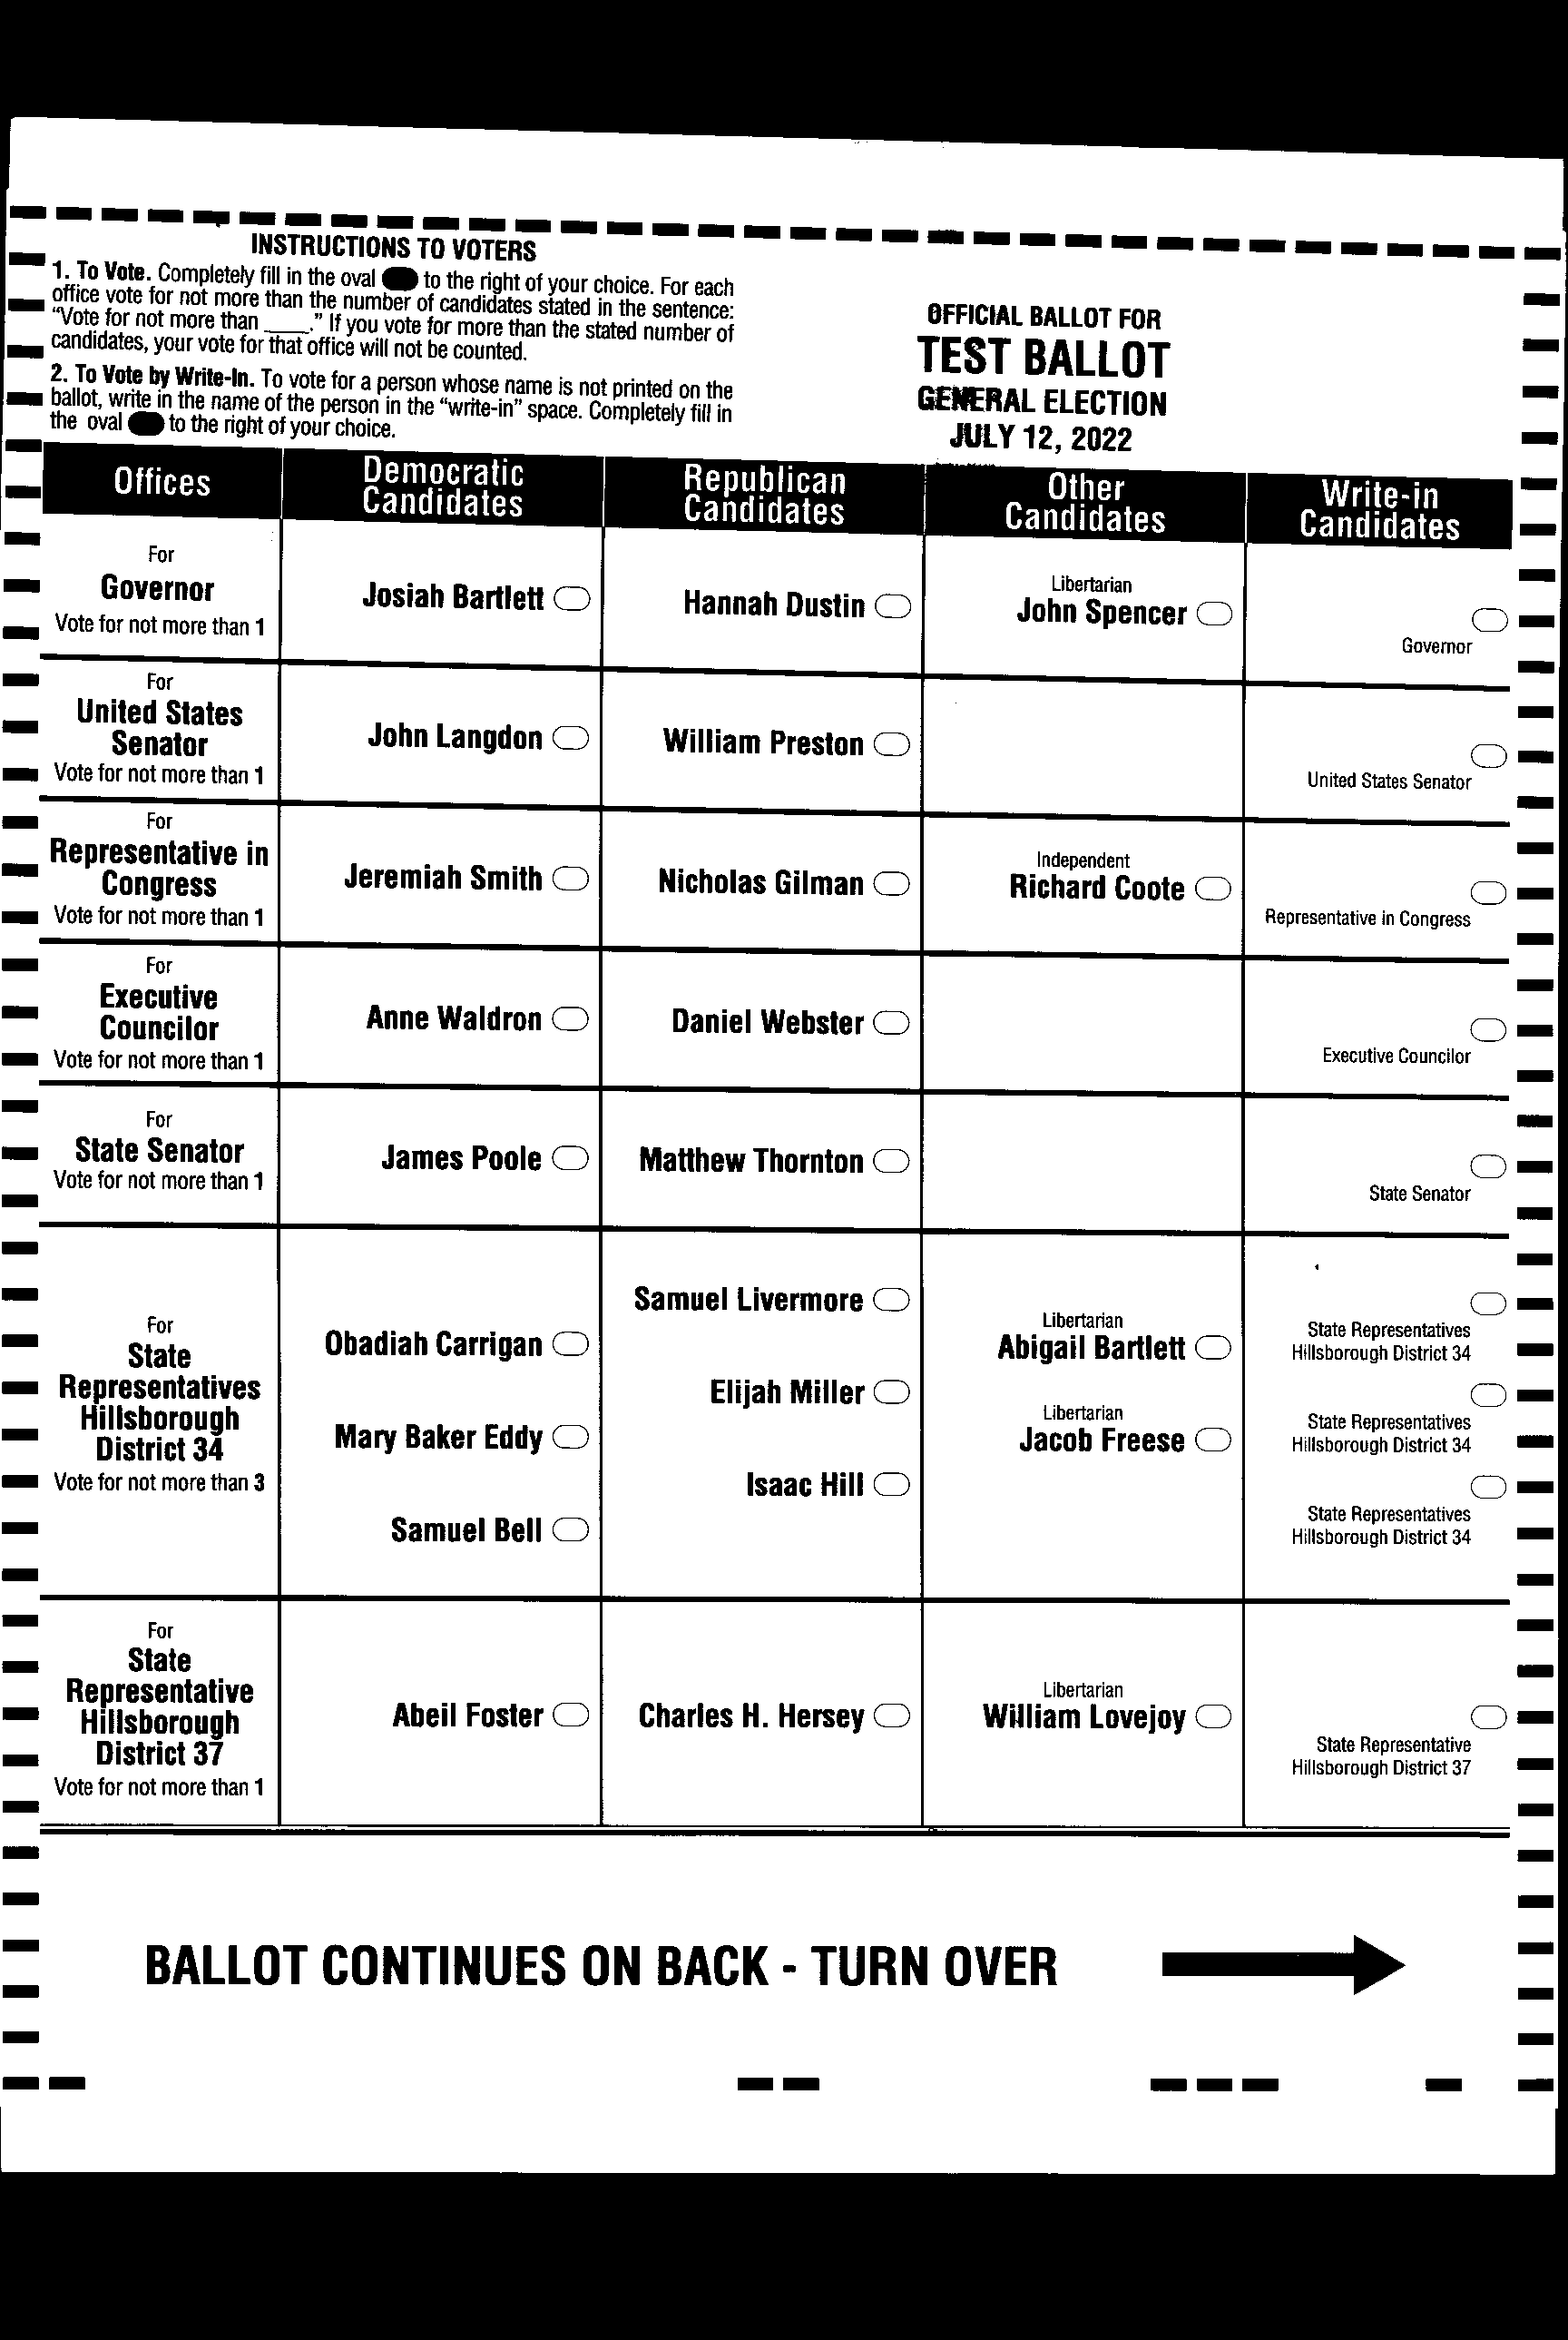 INSTRUCTIONS TO VOTERS
1. To Vote. Completely fill in the oval to the right of your choice. For each
office vote for not more than the number of candidates stated in the sentence:
"Vote for not more than ____." If you vote for more than the stated number of
candidates, your vote for that office will not be counted.
2. To Vote by Write-In. To vote for a person whose name is not printed on the
ballot, write in the name of the person in the "write-in" space. Completely fill in
the oval to the right of your choice.
OFFICIAL BALLOT FOR
TEST BALLOT
GENERAL ELECTION
JULY 12, 2022
Offices
Democratic
Candidates
Republican
Candidates
Other
Candidates
Write-in
Candidates
For
Governor
Vote for not more than 1
Josiah Bartlett
Hannah Dustin
Libertarian
John Spencer
Governor
For
United States
Senator
Vote for not more than 1
John Langdon
William Preston
United States Senator
For
Representative in
Congress
Vote for not more than 1
Jeremiah Smith
Nicholas Gilman
Independent
Richard Coote
Representative in Congress
For
Executive
Councilor
Vote for not more than 1
Anne Waldron
Daniel Webster
Executive Councilor
For
State Senator
Vote for not more than 1
James Poole
Matthew Thornton
State Senator
For
State
Representatives
Hillsborough
District 34
Vote for not more than 3
Obadiah Carrigan
Mary Baker Eddy
Samuel Bell
Samuel Livermore
Elijah Miller
Isaac Hill
Libertarian
Abigail Bartlett
Libertarian
Jacob Freese
State Representatives
Hillsborough District 34
State Representatives
Hillsborough District 34
State Representatives
Hillsborough District 34
For
State
Representative
Hillsborough
District 37
Vote for not more than 1
Abeil Foster
Charles H. Hersey
Libertarian
William Lovejoy
State Representative
Hillsborough District 37
BALLOT CONTINUES ON BACK - TURN OVER